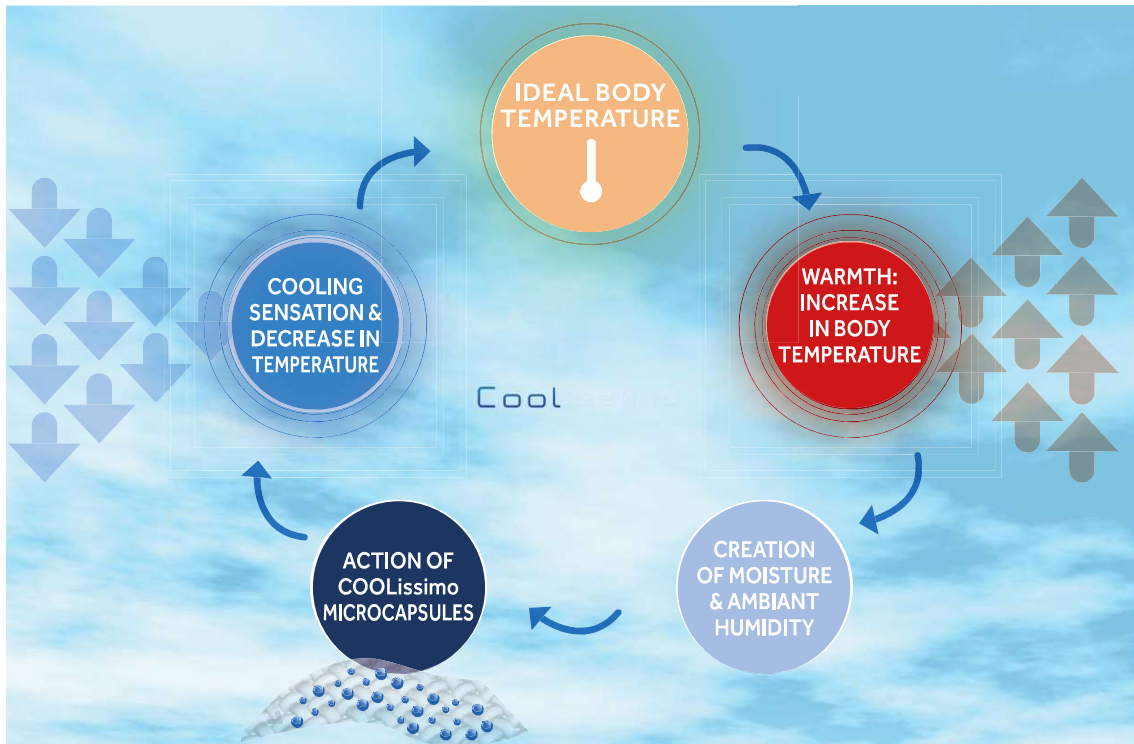 IDEAL BODY
TEMPERATURE
WARMTH:
INCREASE
IN BODY
TEMPERATURE
CREATION
OF MOISTURE
& AMBIANT
HUMIDITY
ACTION OF
COOLissimo
MICROCAPSULES
COOLING
SENSATION &
DECREASE IN
TEMPERATURE
Cool